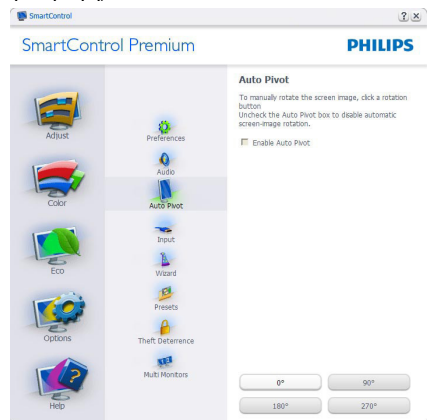 SmartControl
SmartControl Premium
PHILIPS
Adjust
Color
Eco
Options
Help
Preferences
Audio
Auto Pivot
Input
Wizard
Presets
Theft Deterrence
Multi Monitors
Auto Pivot
To manually rotate the screen image, click a rotation
button
Uncheck the Auto Pivot box to disable automatic
screen-image rotation.
Enable Auto Pivot
0°
90°
180°
270°